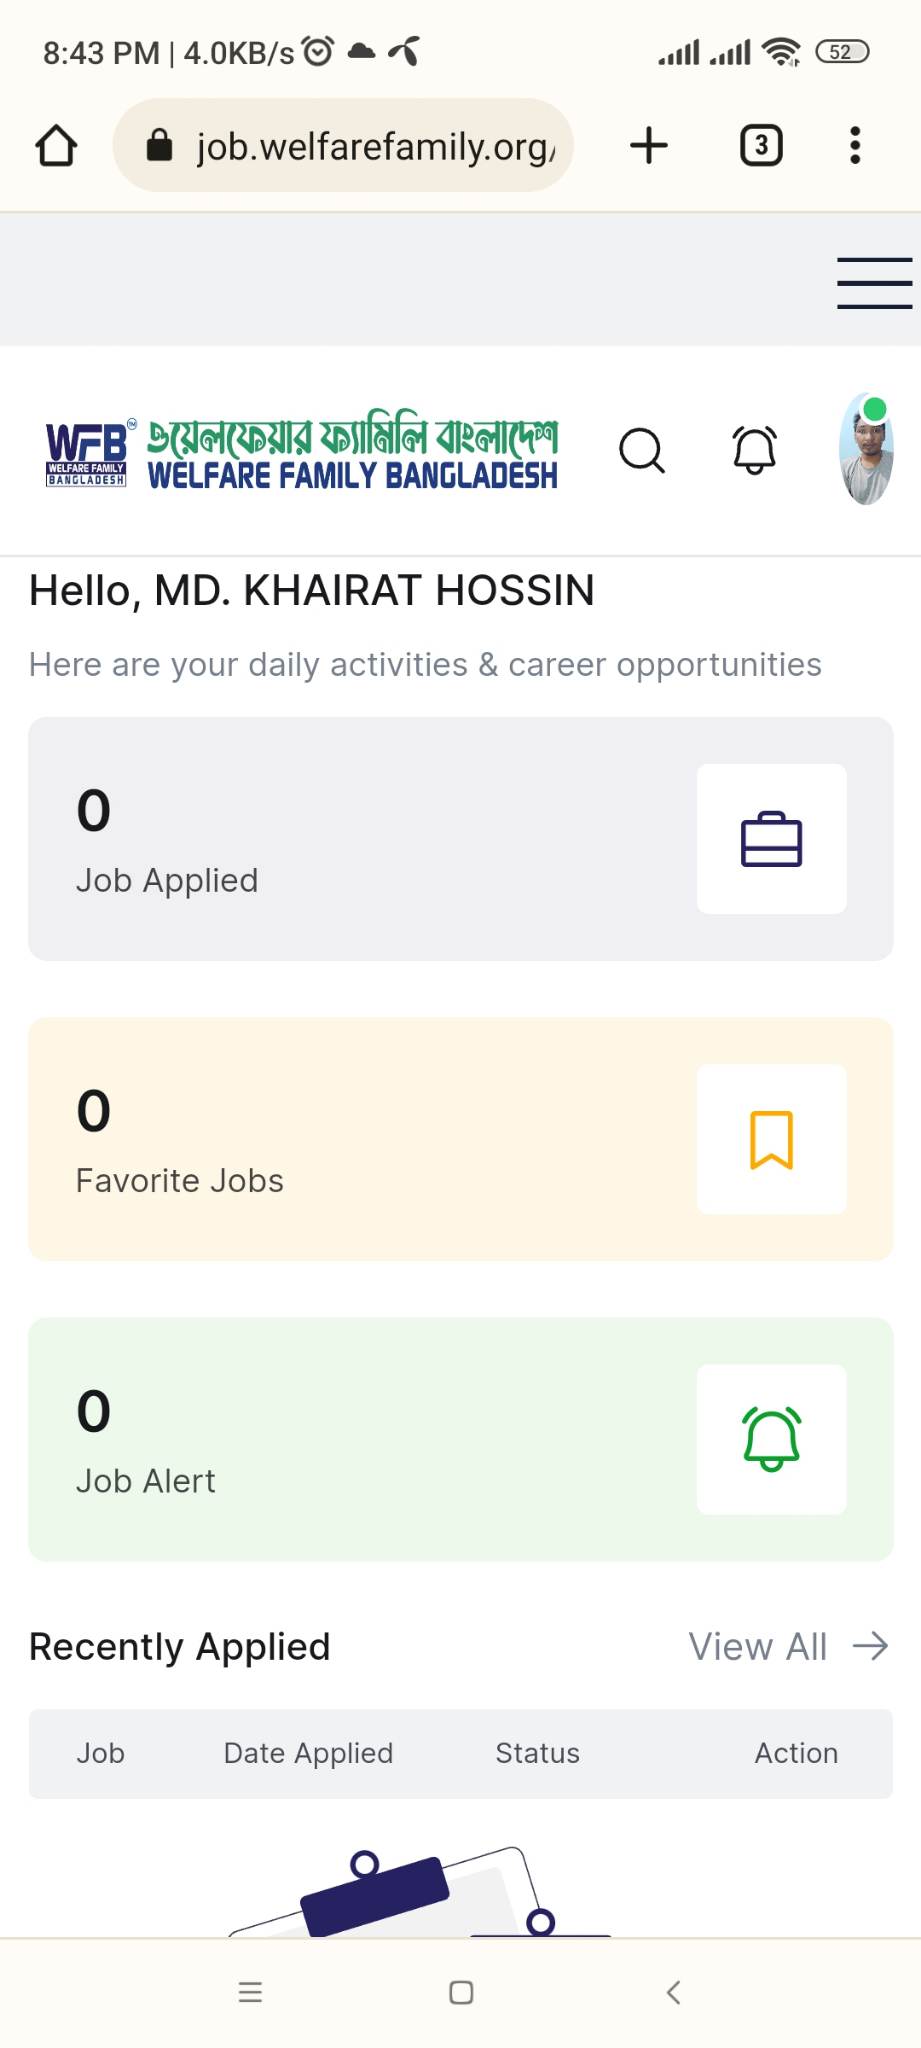 8:43 PM | 4.0KB/s
52
job.welfarefamily.org/
3
WFB
WELFARE FAMILY
BANGLADESH
ওয়েলফেয়ার ফ্যামিলি বাংলাদেশ
WELFARE FAMILY BANGLADESH
Hello, MD. KHAIRAT HOSSIN
Here are your daily activities & career opportunities
0
Job Applied
0
Favorite Jobs
0
Job Alert
Recently Applied View All
Job Date Applied Status Action